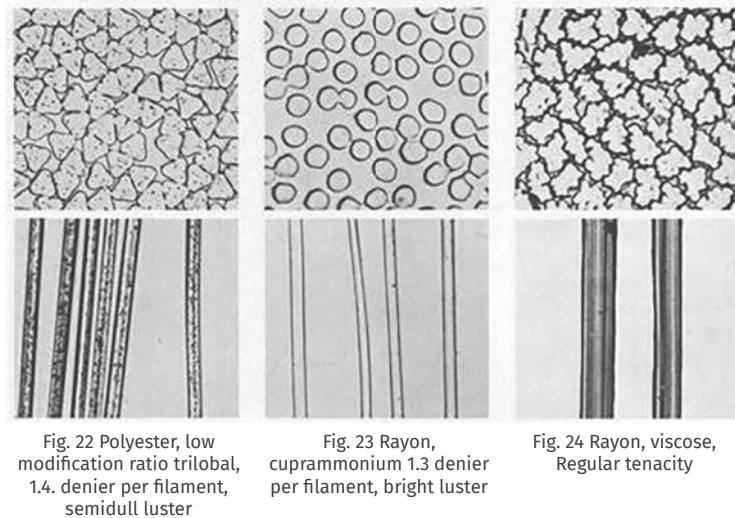 Fig. 22 Polyester, low
modification ratio trilobal,
1.4. denier per filament,
semidull luster
Fig. 23 Rayon,
cuprammonium 1.3 denier
per filament, bright luster
Fig. 24 Rayon, viscose,
Regular tenacity